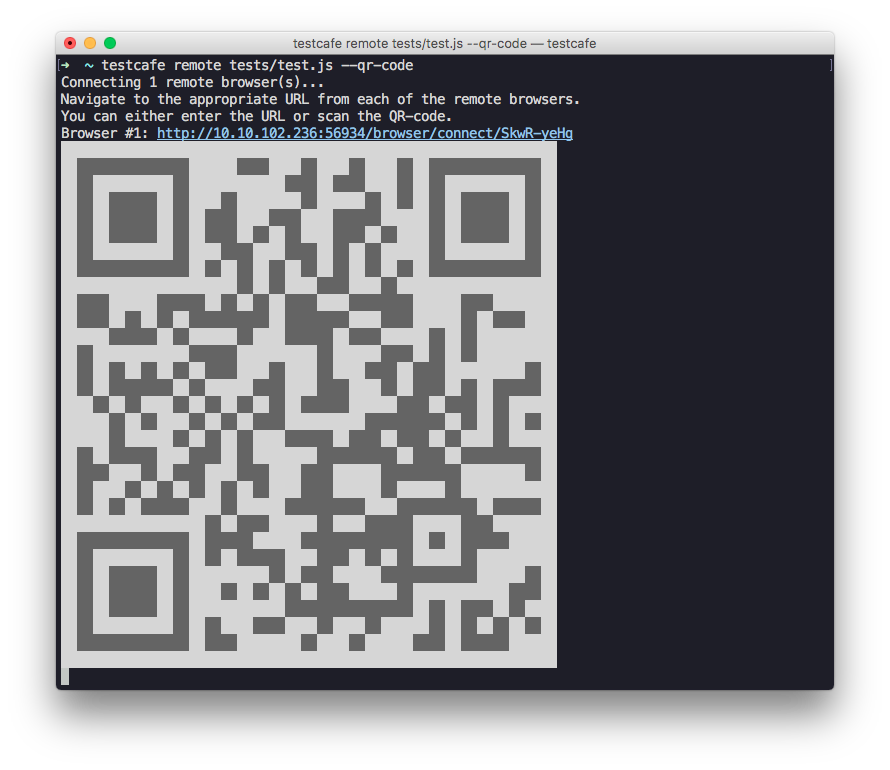 testcafe remote tests/test.js --qr-code — testcafe
[➜  ~ testcafe remote tests/test.js --qr-code ]
Connecting 1 remote browser(s)...
Navigate to the appropriate URL from each of the remote browsers.
You can either enter the URL or scan the QR-code.
Browser #1: http://10.10.102.236:56934/browser/connect/SkwR-yeHg